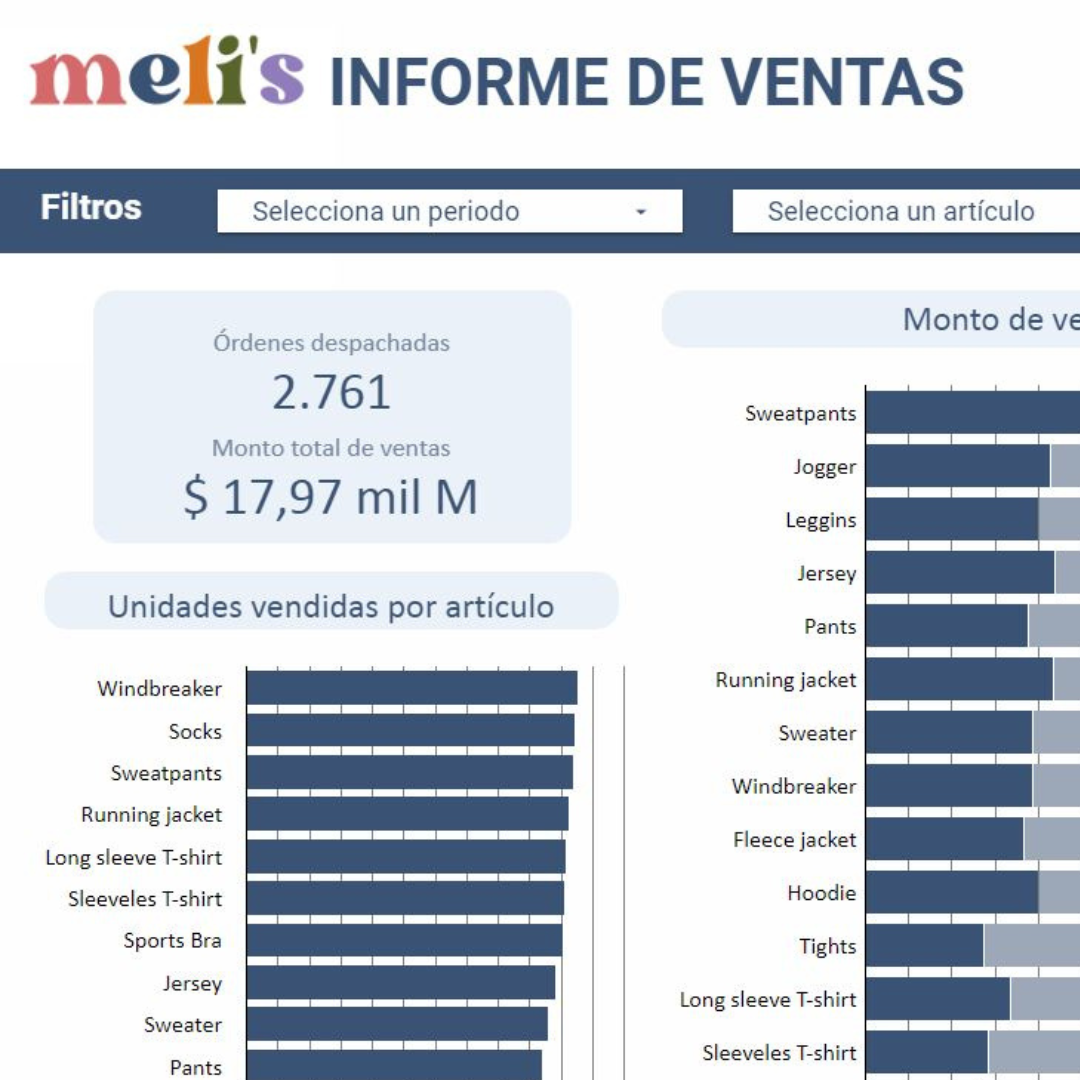 meli's INFORME DE VENTAS
Filtros
Selecciona un periodo
Selecciona un artículo
Órdenes despachadas
2.761
Monto total de ventas
$ 17,97 mil M
Unidades vendidas por artículo
Windbreaker
Socks
Sweatpants
Running jacket
Long sleeve T-shirt
Sleeveles T-shirt
Sports Bra
Jersey
Sweater
Pants
Monto de ve
Sweatpants
Jogger
Leggins
Jersey
Pants
Running jacket
Sweater
Windbreaker
Fleece jacket
Hoodie
Tights
Long sleeve T-shirt
Sleeveles T-shirt